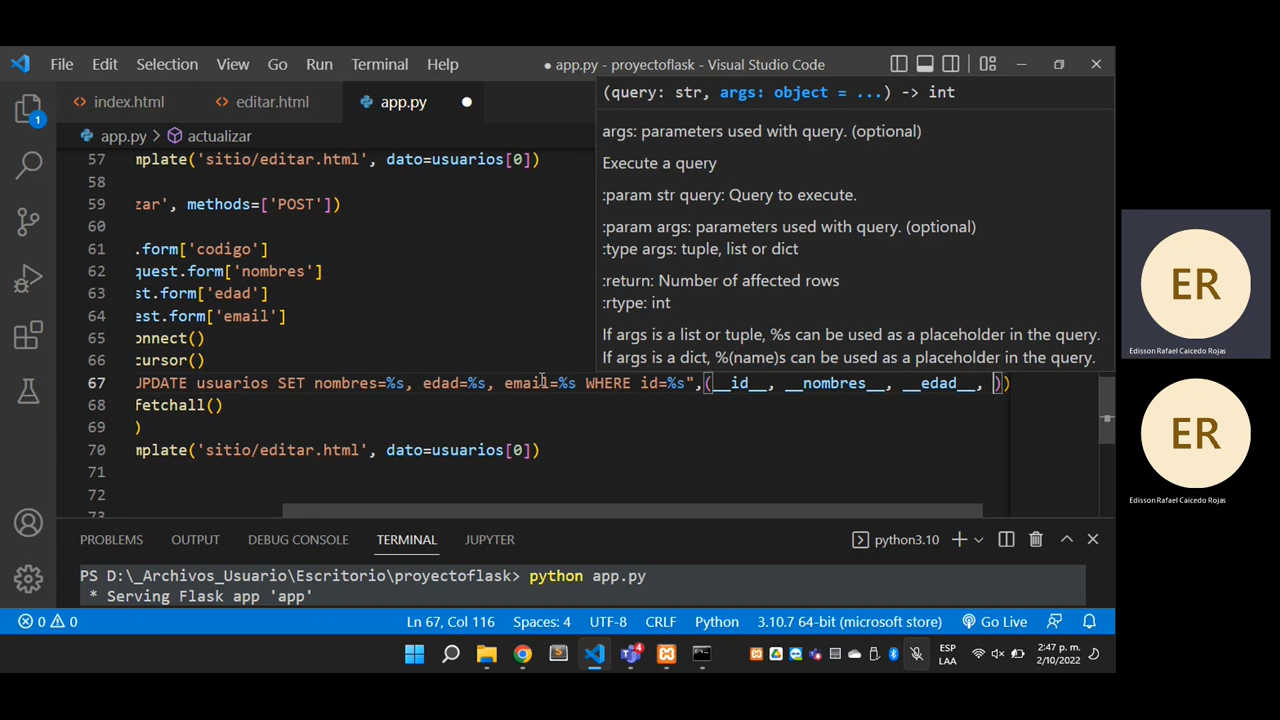 File Edit Selection View Go Run Terminal Help
● app.py - proyectoflask - Visual Studio Code
index.html editar.html app.py ●
app.py > actualizar
(query: str, args: object = ...) -> int
args: parameters used with query. (optional)
Execute a query
:param str query: Query to execute.
:param args: parameters used with query. (optional)
:type args: tuple, list or dict
:return: Number of affected rows
:rtype: int
If args is a list or tuple, %s can be used as a placeholder in the query.
If args is a dict, %(name)s can be used as a placeholder in the query.
1
57 mplate('sitio/editar.html', dato=usuarios[0])
58
59 zar', methods=['POST'])
60
61 .form['codigo']
62 quest.form['nombres']
63 st.form['edad']
64 st.form['email']
65 onnect()
66 cursor()
67 UPDATE usuarios SET nombres=%s, edad=%s, email=%s WHERE id=%s",(__id__, __nombres__, __edad__, ))
68 fetchall()
69 )
70 mplate('sitio/editar.html', dato=usuarios[0])
71
72
73
PROBLEMS OUTPUT DEBUG CONSOLE TERMINAL JUPYTER
python3.10
PS D:\_Archivos_Usuario\Escritorio\proyectoflask> python app.py
* Serving Flask app 'app'
0 0 Ln 67, Col 116 Spaces: 4 UTF-8 CRLF Python 3.10.7 64-bit (microsoft store) Go Live
4
ESP
LAA
2:47 p. m.
2/10/2022
ER
Edisson Rafael Caicedo Rojas
ER
Edisson Rafael Caicedo Rojas